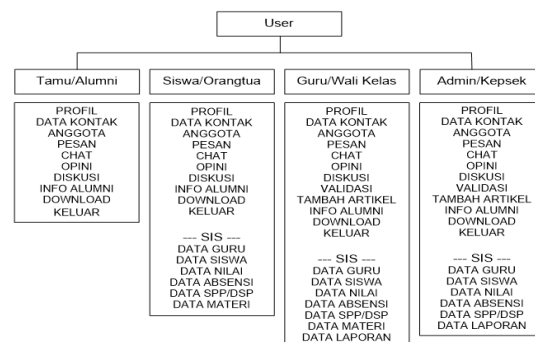 User
Tamu/Alumni
PROFIL
DATA KONTAK
ANGGOTA
PESAN
CHAT
OPINI
DISKUSI
INFO ALUMNI
DOWNLOAD
KELUAR
Siswa/Orangtua
PROFIL
DATA KONTAK
ANGGOTA
PESAN
CHAT
OPINI
DISKUSI
INFO ALUMNI
DOWNLOAD
KELUAR
--- SIS ---
DATA GURU
DATA SISWA
DATA NILAI
DATA ABSENSI
DATA SPP/DSP
DATA MATERI
Guru/Wali Kelas
PROFIL
DATA KONTAK
ANGGOTA
PESAN
CHAT
OPINI
DISKUSI
VALIDASI
TAMBAH ARTIKEL
INFO ALUMNI
DOWNLOAD
KELUAR
--- SIS ---
DATA GURU
DATA SISWA
DATA NILAI
DATA ABSENSI
DATA SPP/DSP
DATA MATERI
DATA LAPORAN
Admin/Kepsek
PROFIL
DATA KONTAK
ANGGOTA
PESAN
CHAT
OPINI
DISKUSI
VALIDASI
TAMBAH ARTIKEL
INFO ALUMNI
DOWNLOAD
KELUAR
--- SIS ---
DATA GURU
DATA SISWA
DATA NILAI
DATA ABSENSI
DATA SPP/DSP
DATA LAPORAN